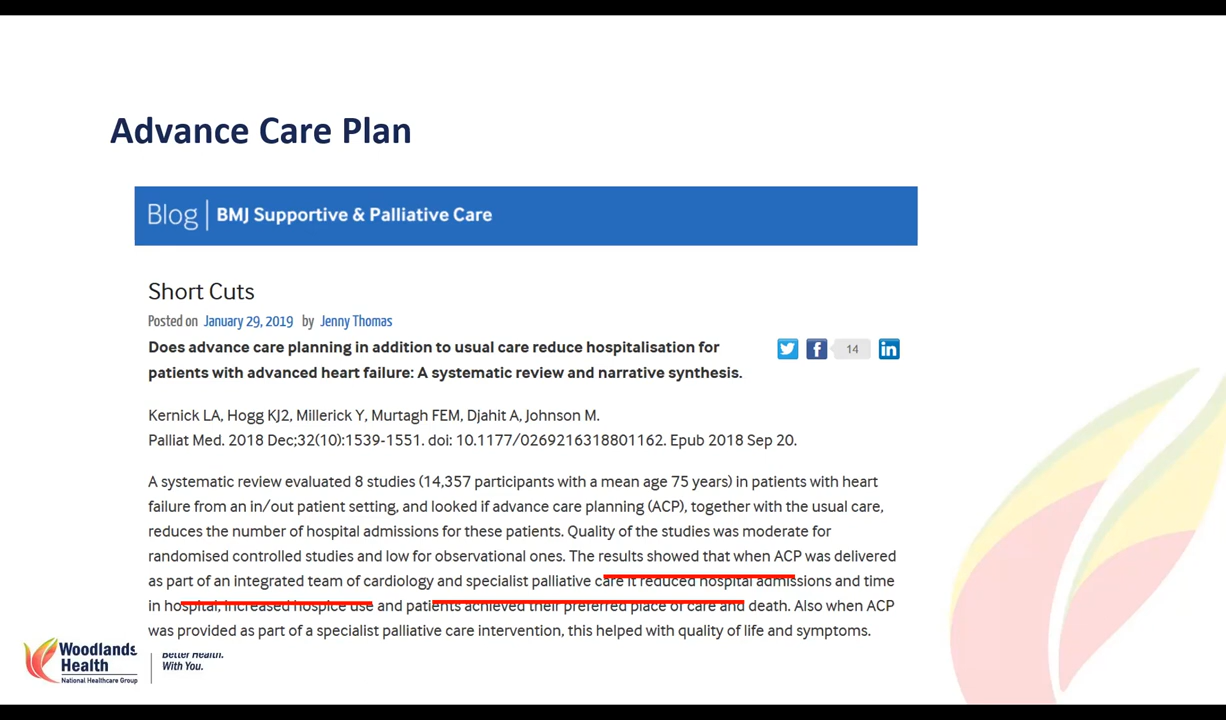 Advance Care Plan
Blog | BMJ Supportive & Palliative Care
Short Cuts
Posted on January 29, 2019 by Jenny Thomas
Does advance care planning in addition to usual care reduce hospitalisation for
patients with advanced heart failure: A systematic review and narrative synthesis.
14
Kernick LA, Hogg KJ2, Millerick Y, Murtagh FEM, Djahit A, Johnson M.
Palliat Med. 2018 Dec;32(10):1539-1551. doi: 10.1177/0269216318801162. Epub 2018 Sep 20.
A systematic review evaluated 8 studies (14,357 participants with a mean age 75 years) in patients with heart
failure from an in/out patient setting, and looked if advance care planning (ACP), together with the usual care,
reduces the number of hospital admissions for these patients. Quality of the studies was moderate for
randomised controlled studies and low for observational ones. The results showed that when ACP was delivered
as part of an integrated team of cardiology and specialist palliative care it reduced hospital admissions and time
in hospital, increased hospice use and patients achieved their preferred place of care and death. Also when ACP
was provided as part of a specialist palliative care intervention, this helped with quality of life and symptoms.
Woodlands
Health
National Healthcare Group
Better Health.
With You.